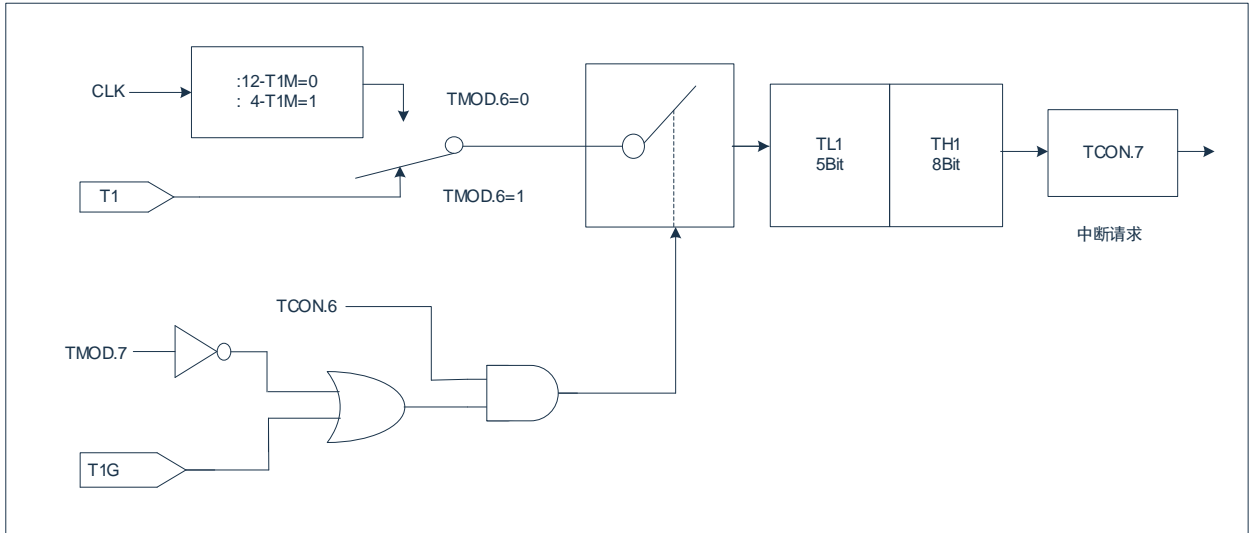 CLK
:12-T1M=0
: 4-T1M=1
TMOD.6=0
T1
TMOD.6=1
TL1
5Bit
TH1
8Bit
TCON.7
中断请求
TCON.6
TMOD.7
T1G